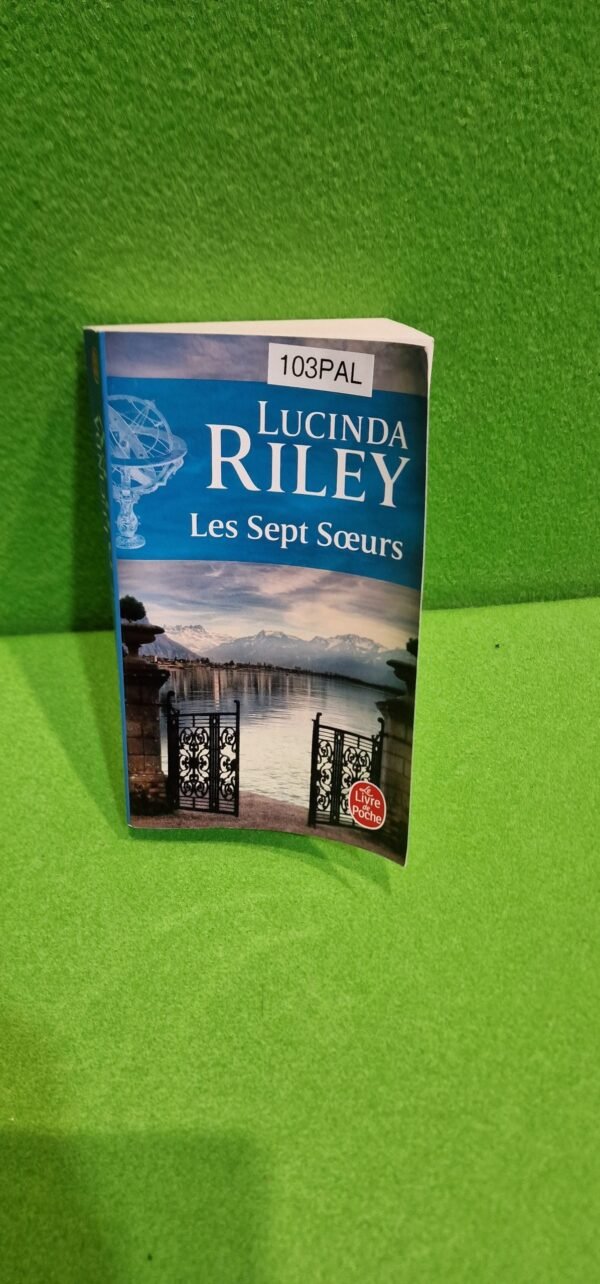 103PAL
LUCINDA
RILEY
Les Sept Sœurs
Le
Livre
de
Poche